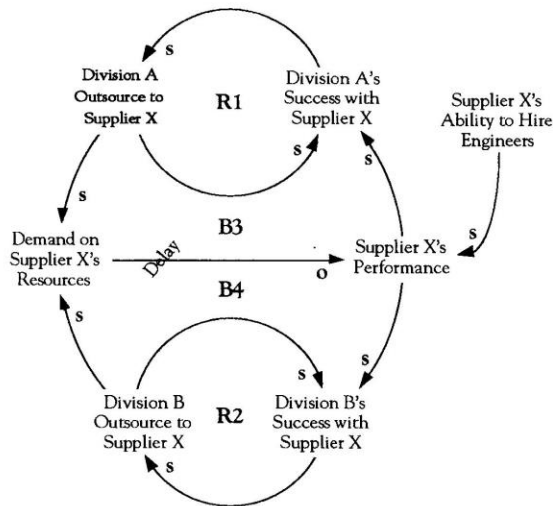 s
Division A
Outsource to
Supplier X
R1
Division A's
Success with
Supplier X
Supplier X's
Ability to Hire
Engineers
s
s
s
B3
s
Demand on
Supplier X's
Resources
Delay
o
Supplier X's
Performance
B4
s
s
s
Division B
Outsource to
Supplier X
R2
Division B's
Success with
Supplier X
s